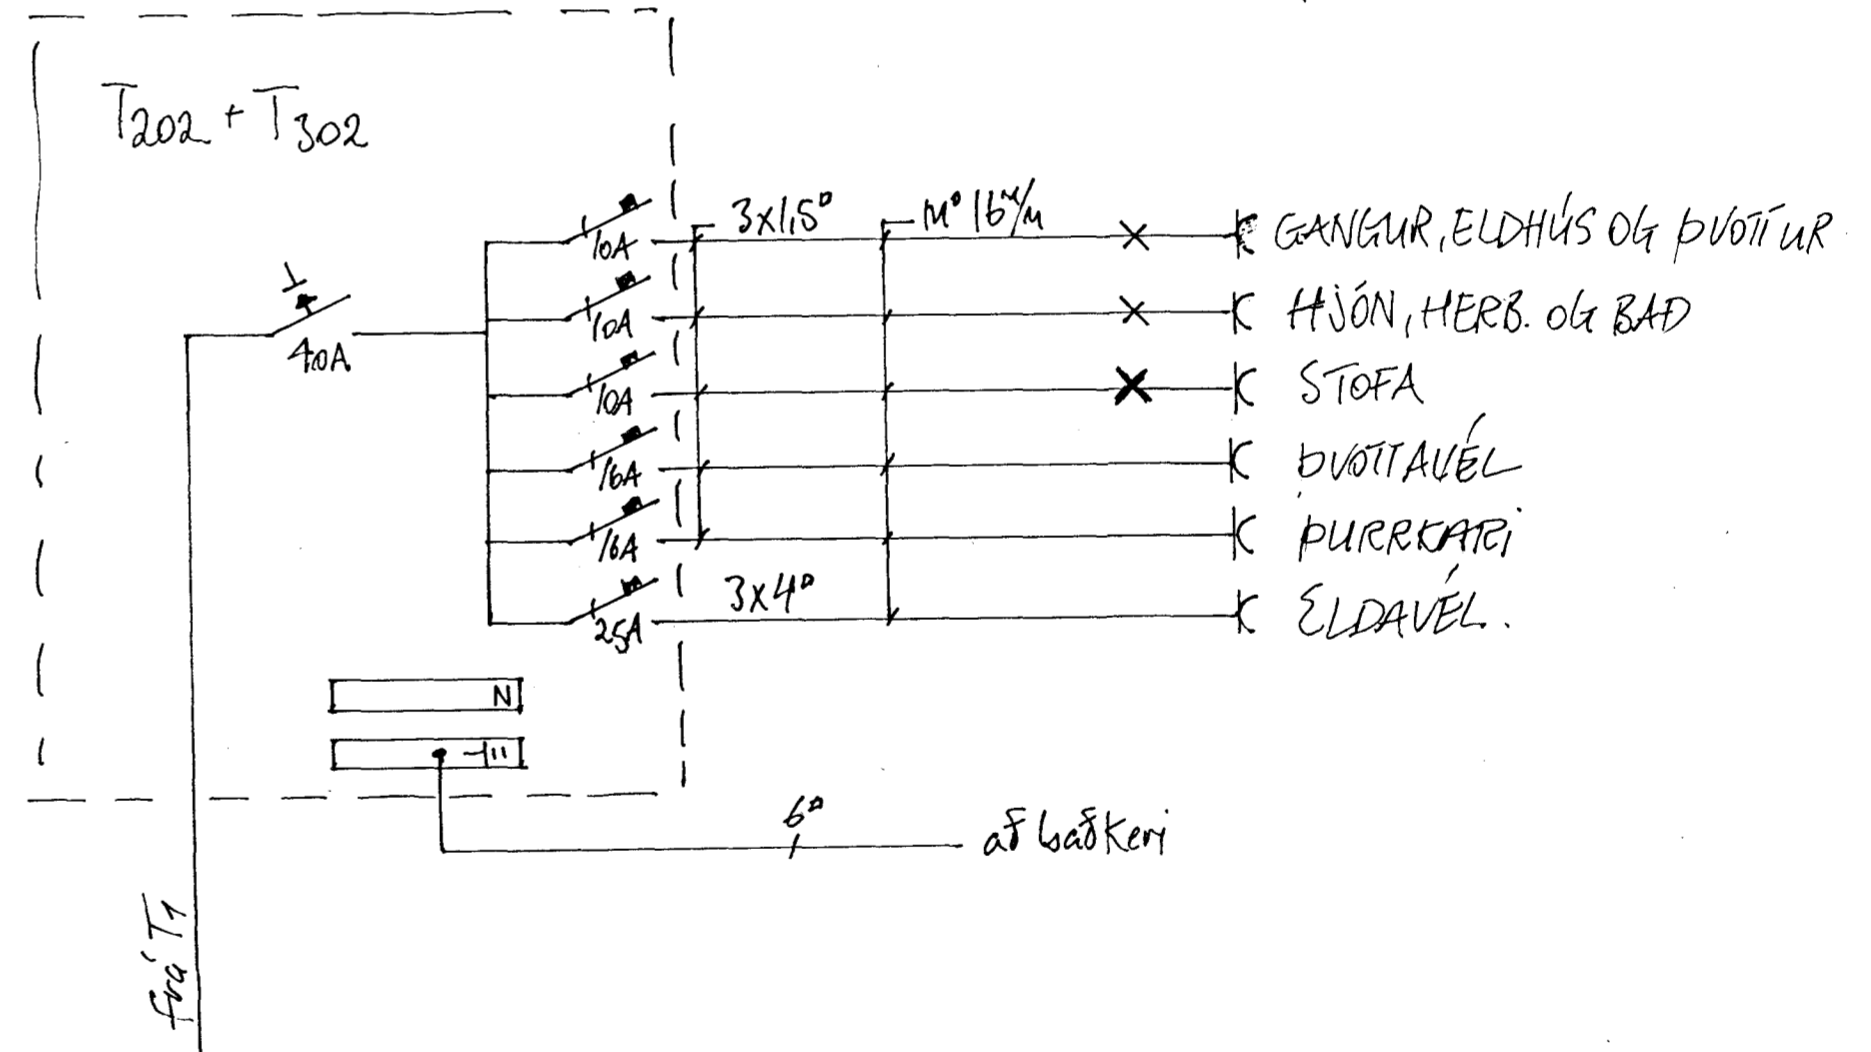 T202 + T302
10A
3x1,5▫
M° 16 m/m
GANGUR, ELDHÚS OG ÞVOTTUR
10A
HJÓN, HERB. OG BAÐ
40A
10A
STOFA
16A
ÞVOTTAVÉL
16A
ÞURRKARI
25A
3x4▫
ELDAVÉL.
N
6▫
að baðkeri
frá T1